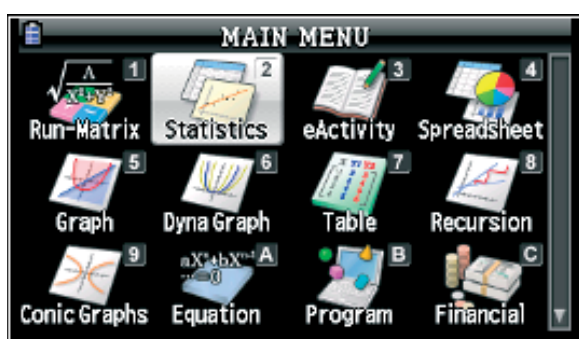 MAIN MENU
1 2 3 4
Run-Matrix Statistics eActivity Spreadsheet
5 6 7 8
Graph Dyna Graph Table Recursion
9 A B C
Conic Graphs Equation Program Financial